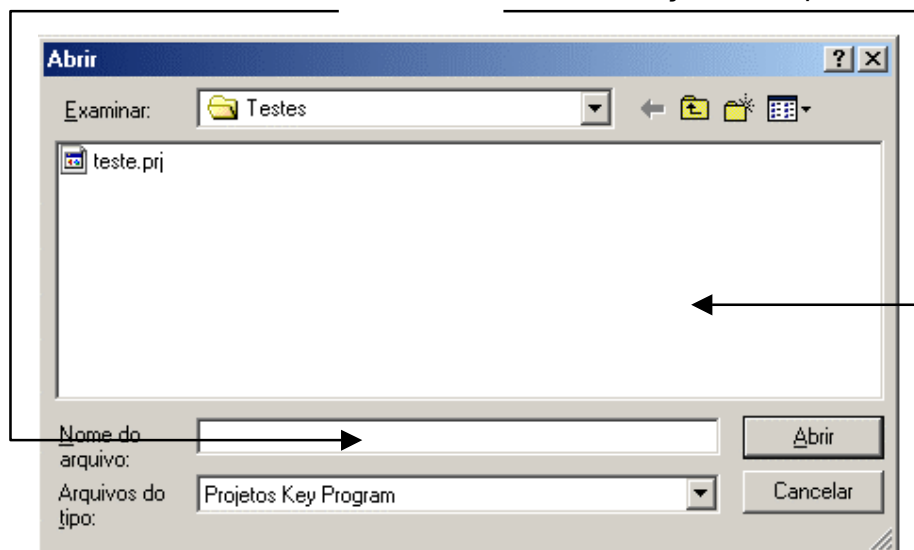 Abrir
Examinar:
Testes
teste.prj
Nome do
arquivo:
Abrir
Arquivos do
tipo:
Projetos Key Program
Cancelar